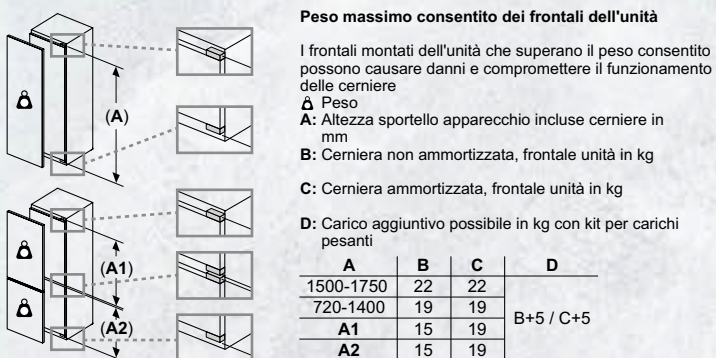 Peso massimo consentito dei frontali dell'unità
I frontali montati dell'unità che superano il peso consentito
possono causare danni e compromettere il funzionamento
delle cerniere
Peso
A: Altezza sportello apparecchio incluse cerniere in
mm
B: Cerniera non ammortizzata, frontale unità in kg
C: Cerniera ammortizzata, frontale unità in kg
D: Carico aggiuntivo possibile in kg con kit per carichi
pesanti
(A)
(A1)
(A2)
A B C D
1500-1750 22 22
720-1400 19 19
A1 15 19
A2 15 19
B+5 / C+5